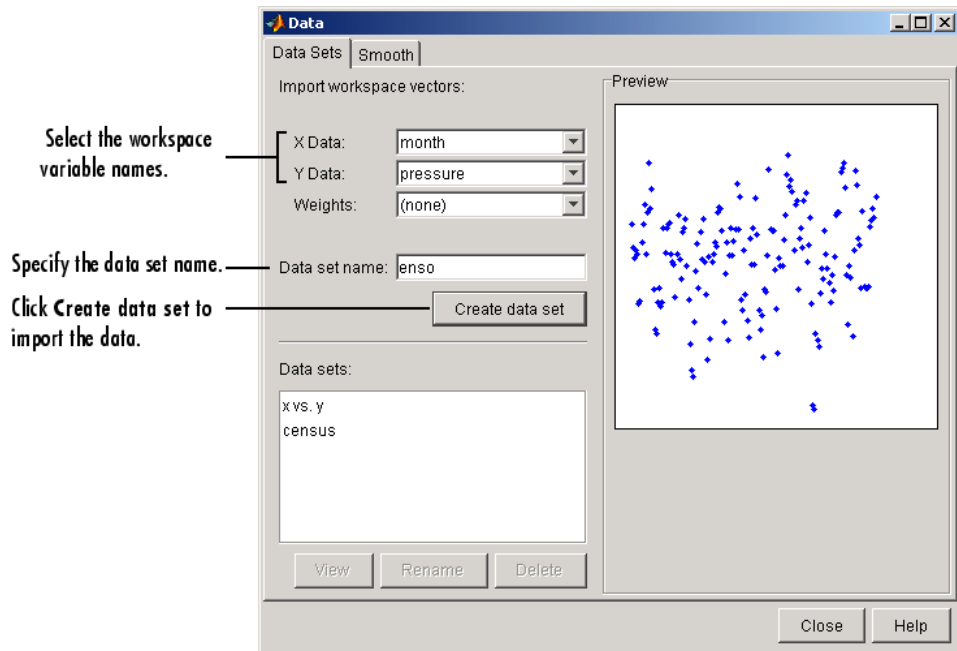 Data
Data Sets
Smooth
Import workspace vectors:
Preview
Select the workspace
variable names.
X Data:
month
Y Data:
pressure
Weights:
(none)
Specify the data set name.
Data set name:
enso
Click Create data set to
import the data.
Create data set
Data sets:
x vs. y
census
View
Rename
Delete
Close
Help